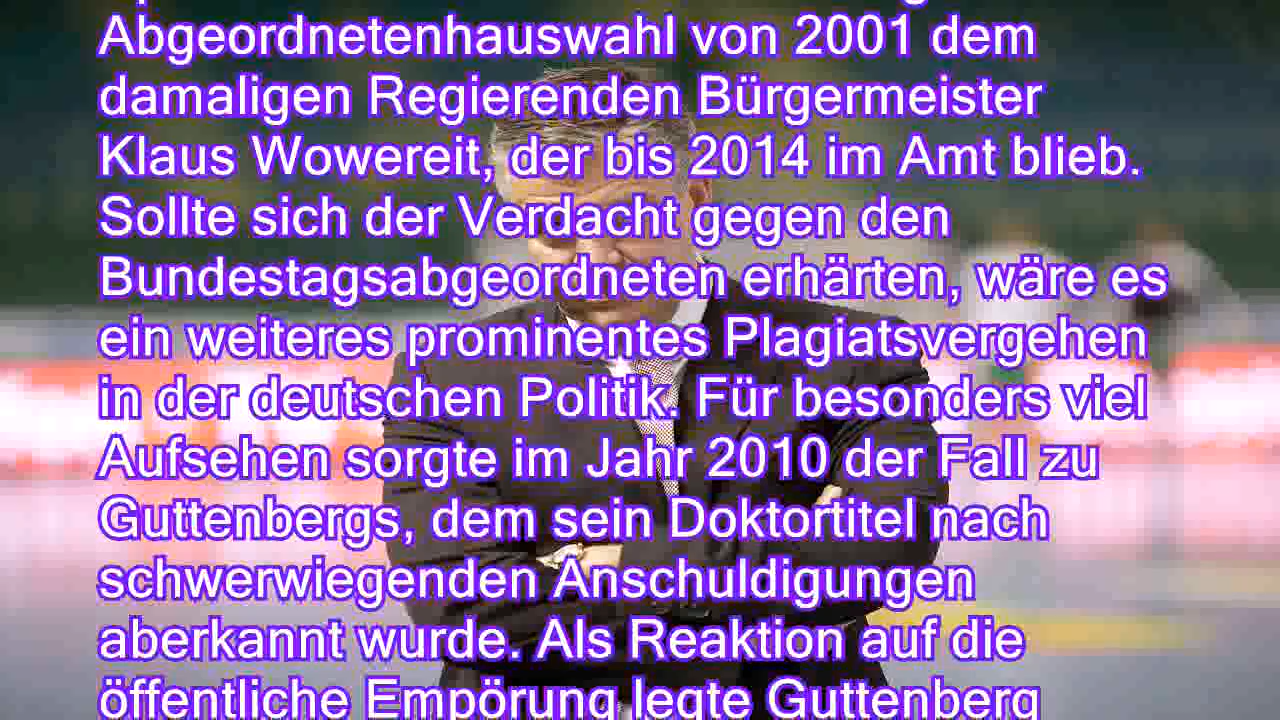 Abgeordnetenhauswahl von 2001 dem
damaligen Regierenden Bürgermeister
Klaus Wowereit, der bis 2014 im Amt blieb.
Sollte sich der Verdacht gegen den
Bundestagsabgeordneten erhärten, wäre es
ein weiteres prominentes Plagiatsvergehen
in der deutschen Politik. Für besonders viel
Aufsehen sorgte im Jahr 2010 der Fall zu
Guttenbergs, dem sein Doktortitel nach
schwerwiegenden Anschuldigungen
aberkannt wurde. Als Reaktion auf die
öffentliche Empörung legte Guttenberg